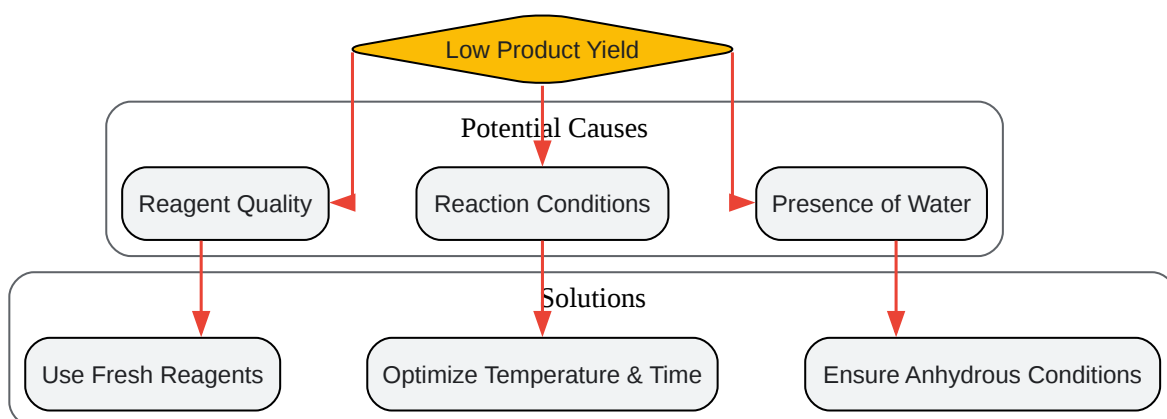 Low Product Yield
Potential Causes
Reagent Quality
Reaction Conditions
Presence of Water
Solutions
Use Fresh Reagents
Optimize Temperature & Time
Ensure Anhydrous Conditions